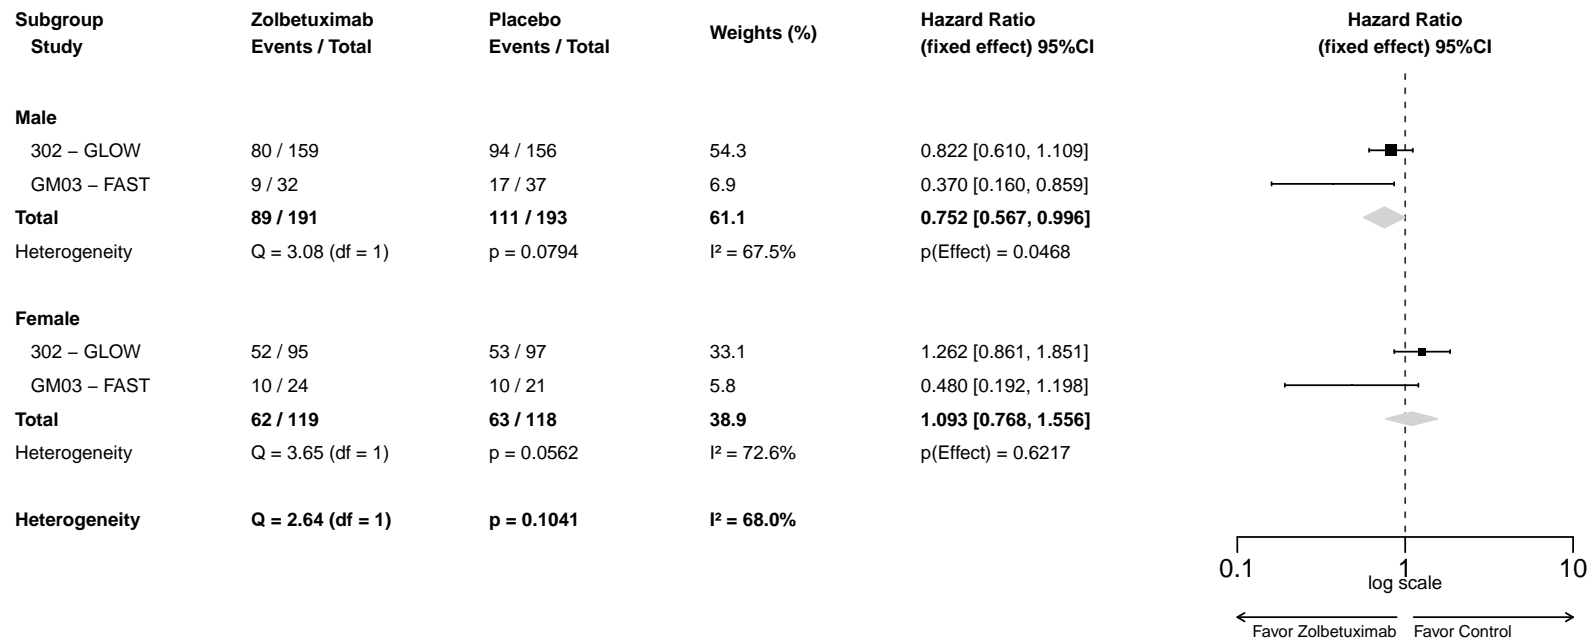 Subgroup Zolbetuximab Placebo Weights (%) Hazard Ratio Hazard Ratio
Study Events / Total Events / Total (fixed effect) 95%CI (fixed effect) 95%CI
Male
302 − GLOW 80 / 159 94 / 156 54.3 0.822 [0.610, 1.109]
GM03 − FAST 9 / 32 17 / 37 6.9 0.370 [0.160, 0.859]
Total 89 / 191 111 / 193 61.1 0.752 [0.567, 0.996]
Heterogeneity Q = 3.08 (df = 1) p = 0.0794 I² = 67.5% p(Effect) = 0.0468
Female
302 − GLOW 52 / 95 53 / 97 33.1 1.262 [0.861, 1.851]
GM03 − FAST 10 / 24 10 / 21 5.8 0.480 [0.192, 1.198]
Total 62 / 119 63 / 118 38.9 1.093 [0.768, 1.556]
Heterogeneity Q = 3.65 (df = 1) p = 0.0562 I² = 72.6% p(Effect) = 0.6217
Heterogeneity Q = 2.64 (df = 1) p = 0.1041 I² = 68.0%
0.1 1 10
log scale
Favor Zolbetuximab Favor Control